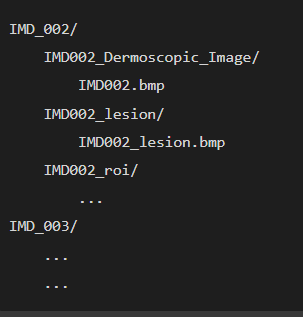 IMD_002/
    IMD002_Dermoscopic_Image/
        IMD002.bmp
    IMD002_lesion/
        IMD002_lesion.bmp
    IMD002_roi/
        ...
IMD_003/
    ...
    ...